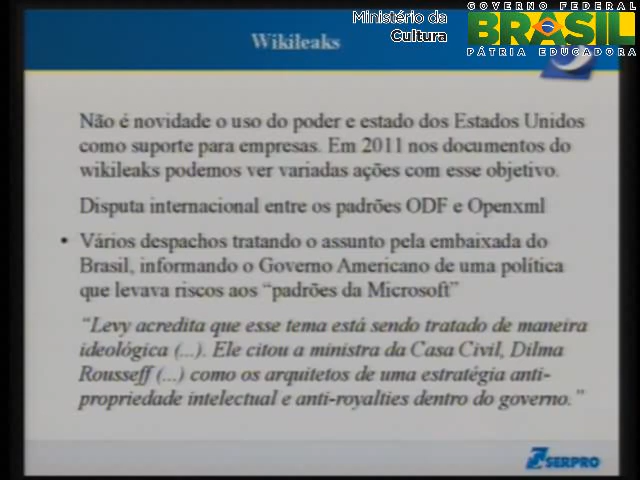 Ministério da
Cultura
GOVERNO FEDERAL
BRASIL
PÁTRIA EDUCADORA
Wikileaks
Não é novidade o uso do poder e estado dos Estados Unidos
como suporte para empresas. Em 2011 nos documentos do
wikileaks podemos ver variadas ações com esse objetivo.
Disputa internacional entre os padrões ODF e Openxml
• Vários despachos tratando o assunto pela embaixada do
Brasil, informando o Governo Americano de uma política
que levava riscos aos “padrões da Microsoft”
“Levy acredita que esse tema está sendo tratado de maneira
ideológica (...). Ele citou a ministra da Casa Civil, Dilma
Rousseff (...) como os arquitetos de uma estratégia anti-
propriedade intelectual e anti-royalties dentro do governo.”
SERPRO